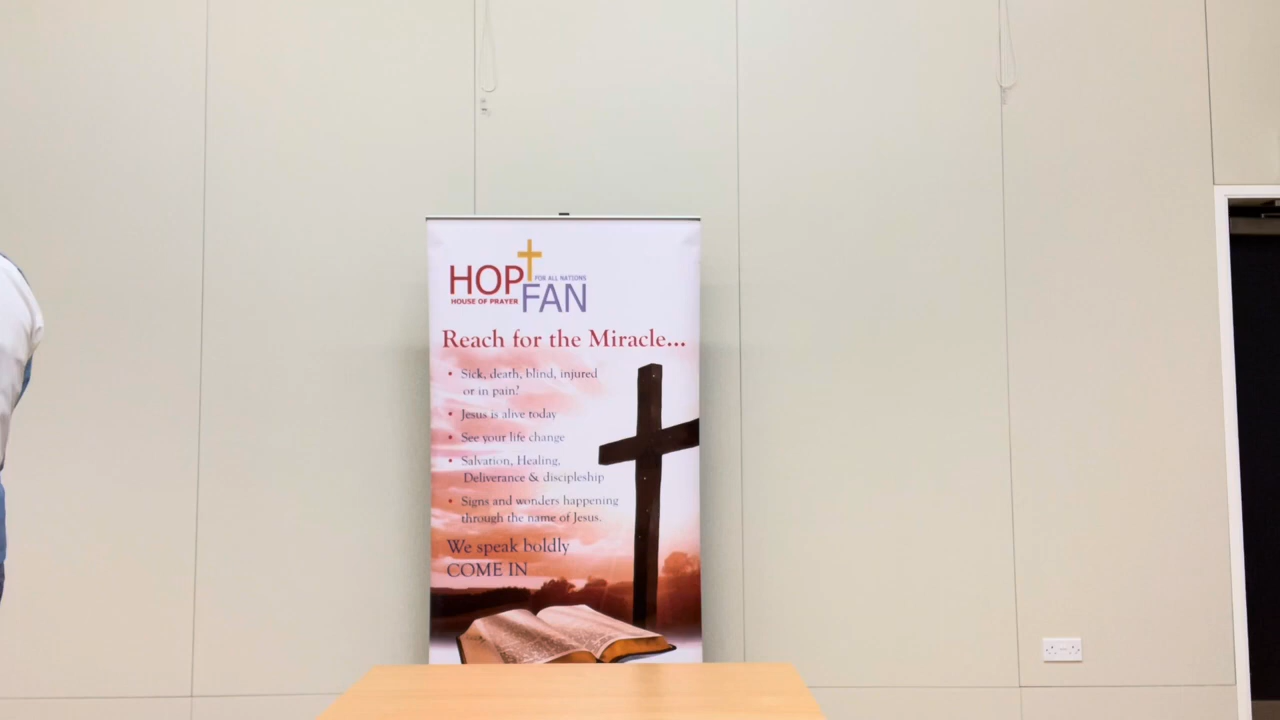 HOP FOR ALL NATIONS
HOUSE OF PRAYER FAN
Reach for the Miracle...
• Sick, death, blind, injured
or in pain?
• Jesus is alive today
• See your life change
• Salvation, Healing,
Deliverance & discipleship
• Signs and wonders happening
through the name of Jesus.
We speak boldly
COME IN